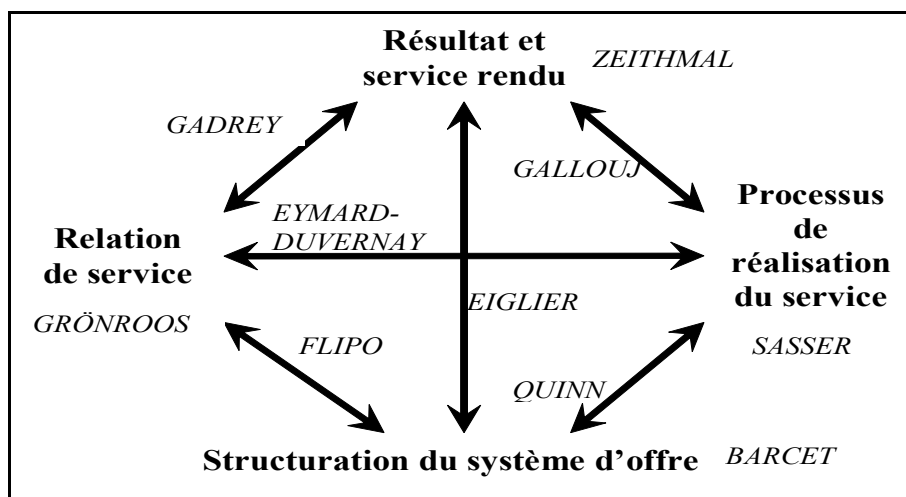 Résultat et
service rendu
ZEITHMAL
GADREY
GALLOUJ
EYMARD-
DUVERNAY
Relation
de service
Processus
de
réalisation
du service
GRÖNROOS
EIGLIER
FLIPO
SASSER
QUINN
Structuration du système d'offre
BARCET